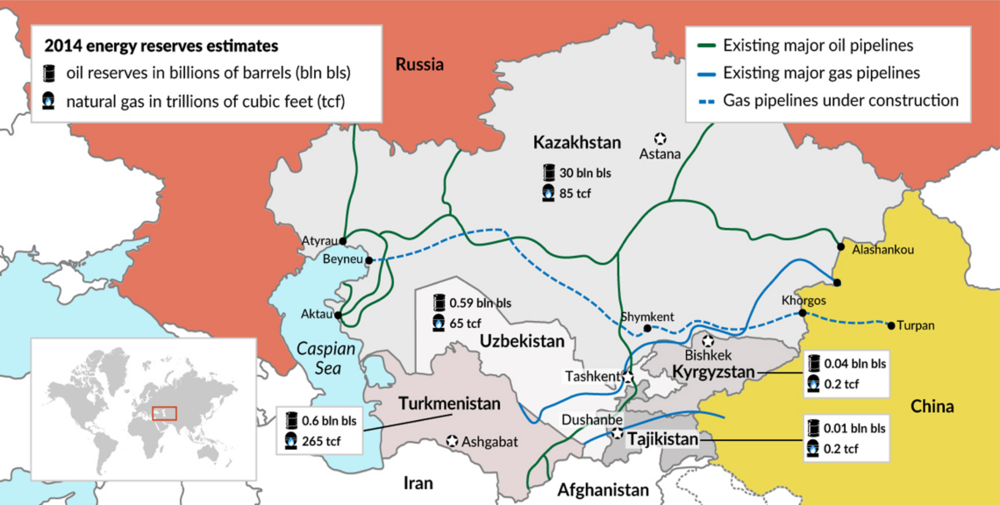 2014 energy reserves estimates
oil reserves in billions of barrels (bln bls)
natural gas in trillions of cubic feet (tcf)
Existing major oil pipelines
Existing major gas pipelines
Gas pipelines under construction
Russia
Kazakhstan
Astana
30 bln bls
85 tcf
Atyrau
Beyneu
Alashankou
Aktau
Khorgos
0.59 bln bls
65 tcf
Shymkent
Turpan
Uzbekistan
Caspian
Sea
Bishkek
Kyrgyzstan
0.04 bln bls
0.2 tcf
Tashkent
Turkmenistan
China
0.6 bln bls
265 tcf
Dushanbe
Ashgabat
Tajikistan
0.01 bln bls
0.2 tcf
Iran
Afghanistan